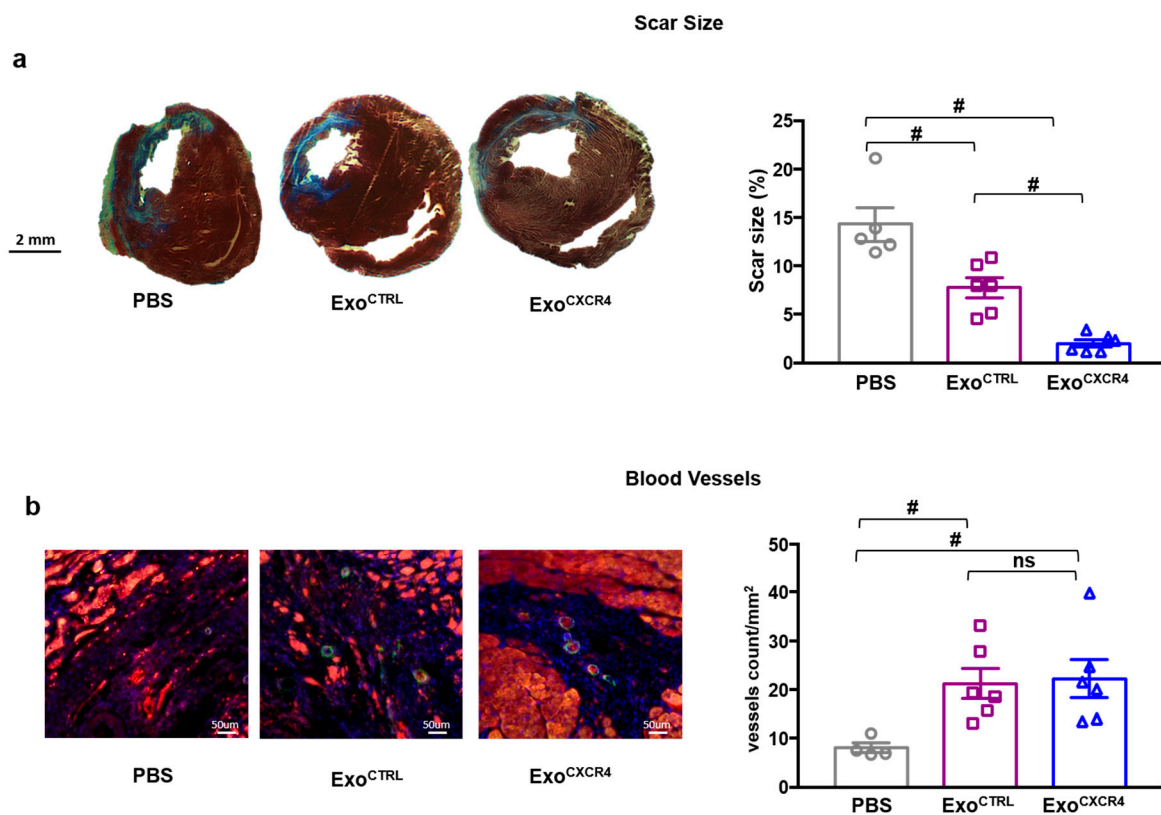 Scar Size
a
2 mm
PBS
Exo^CTRL
Exo^CXCR4
Scar size (%)
25
20
15
10
5
0
#
#
#
PBS
Exo^CTRL
Exo^CXCR4
Blood Vessels
b
50um
50um
50um
PBS
Exo^CTRL
Exo^CXCR4
vessels count/mm²
50
40
30
20
10
0
#
#
ns
PBS
Exo^CTRL
Exo^CXCR4